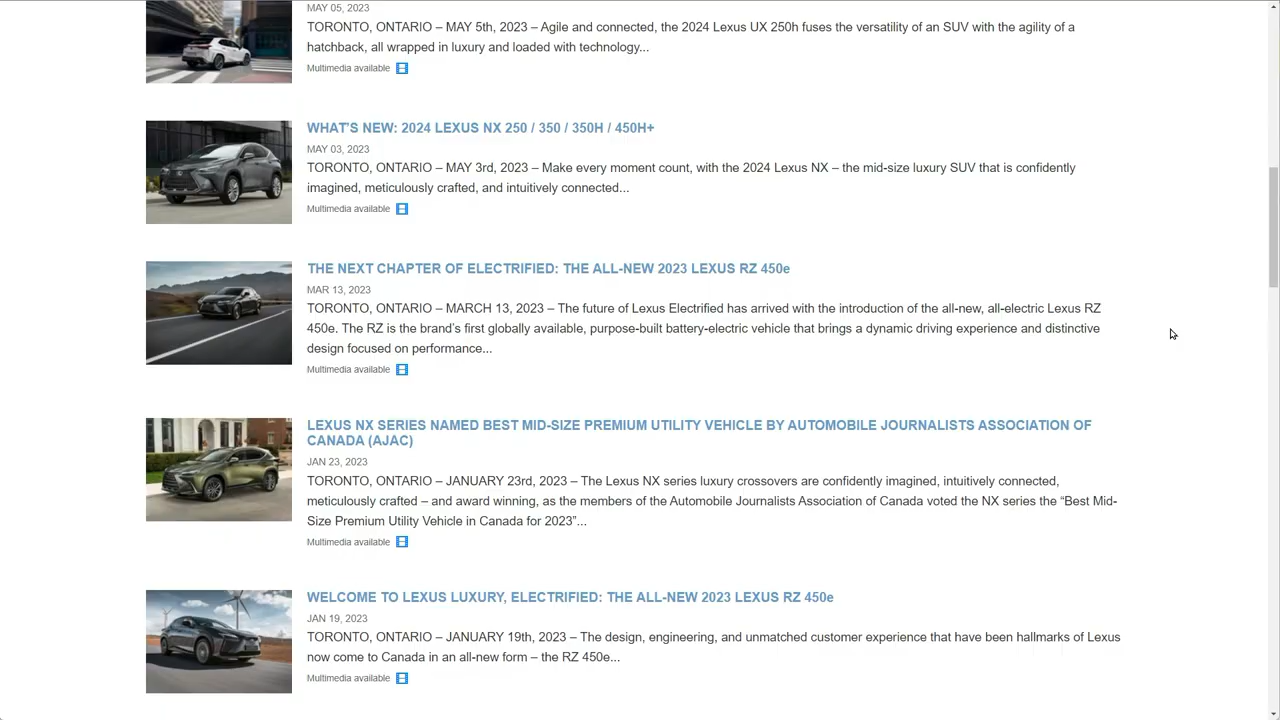 MAY 05, 2023
TORONTO, ONTARIO – MAY 5th, 2023 – Agile and connected, the 2024 Lexus UX 250h fuses the versatility of an SUV with the agility of a
hatchback, all wrapped in luxury and loaded with technology...
Multimedia available
WHAT'S NEW: 2024 LEXUS NX 250 / 350 / 350H / 450H+
MAY 03, 2023
TORONTO, ONTARIO – MAY 3rd, 2023 – Make every moment count, with the 2024 Lexus NX – the mid-size luxury SUV that is confidently
imagined, meticulously crafted, and intuitively connected...
Multimedia available
THE NEXT CHAPTER OF ELECTRIFIED: THE ALL-NEW 2023 LEXUS RZ 450e
MAR 13, 2023
TORONTO, ONTARIO – MARCH 13, 2023 – The future of Lexus Electrified has arrived with the introduction of the all-new, all-electric Lexus RZ
450e. The RZ is the brand’s first globally available, purpose-built battery-electric vehicle that brings a dynamic driving experience and distinctive
design focused on performance...
Multimedia available
LEXUS NX SERIES NAMED BEST MID-SIZE PREMIUM UTILITY VEHICLE BY AUTOMOBILE JOURNALISTS ASSOCIATION OF
CANADA (AJAC)
JAN 23, 2023
TORONTO, ONTARIO – JANUARY 23rd, 2023 – The Lexus NX series luxury crossovers are confidently imagined, intuitively connected,
meticulously crafted – and award winning, as the members of the Automobile Journalists Association of Canada voted the NX series the “Best Mid-
Size Premium Utility Vehicle in Canada for 2023”...
Multimedia available
WELCOME TO LEXUS LUXURY, ELECTRIFIED: THE ALL-NEW 2023 LEXUS RZ 450e
JAN 19, 2023
TORONTO, ONTARIO – JANUARY 19th, 2023 – The design, engineering, and unmatched customer experience that have been hallmarks of Lexus
now come to Canada in an all-new form – the RZ 450e...
Multimedia available